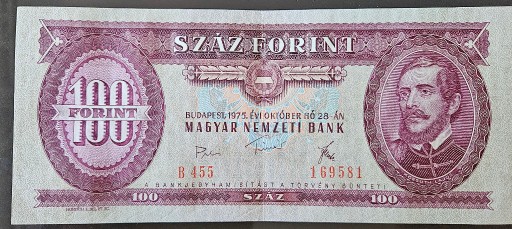 SZÁZ FORINT
100
FORINT
BUDAPEST, 1975. ÉVI OKTÓBER HÓ 28-ÁN
MAGYAR NEMZETI BANK
B 455 169581
A BANKJEGYHAMISÍTÁST A TÖRVÉNY BÜNTETI
100 SZÁZ 100